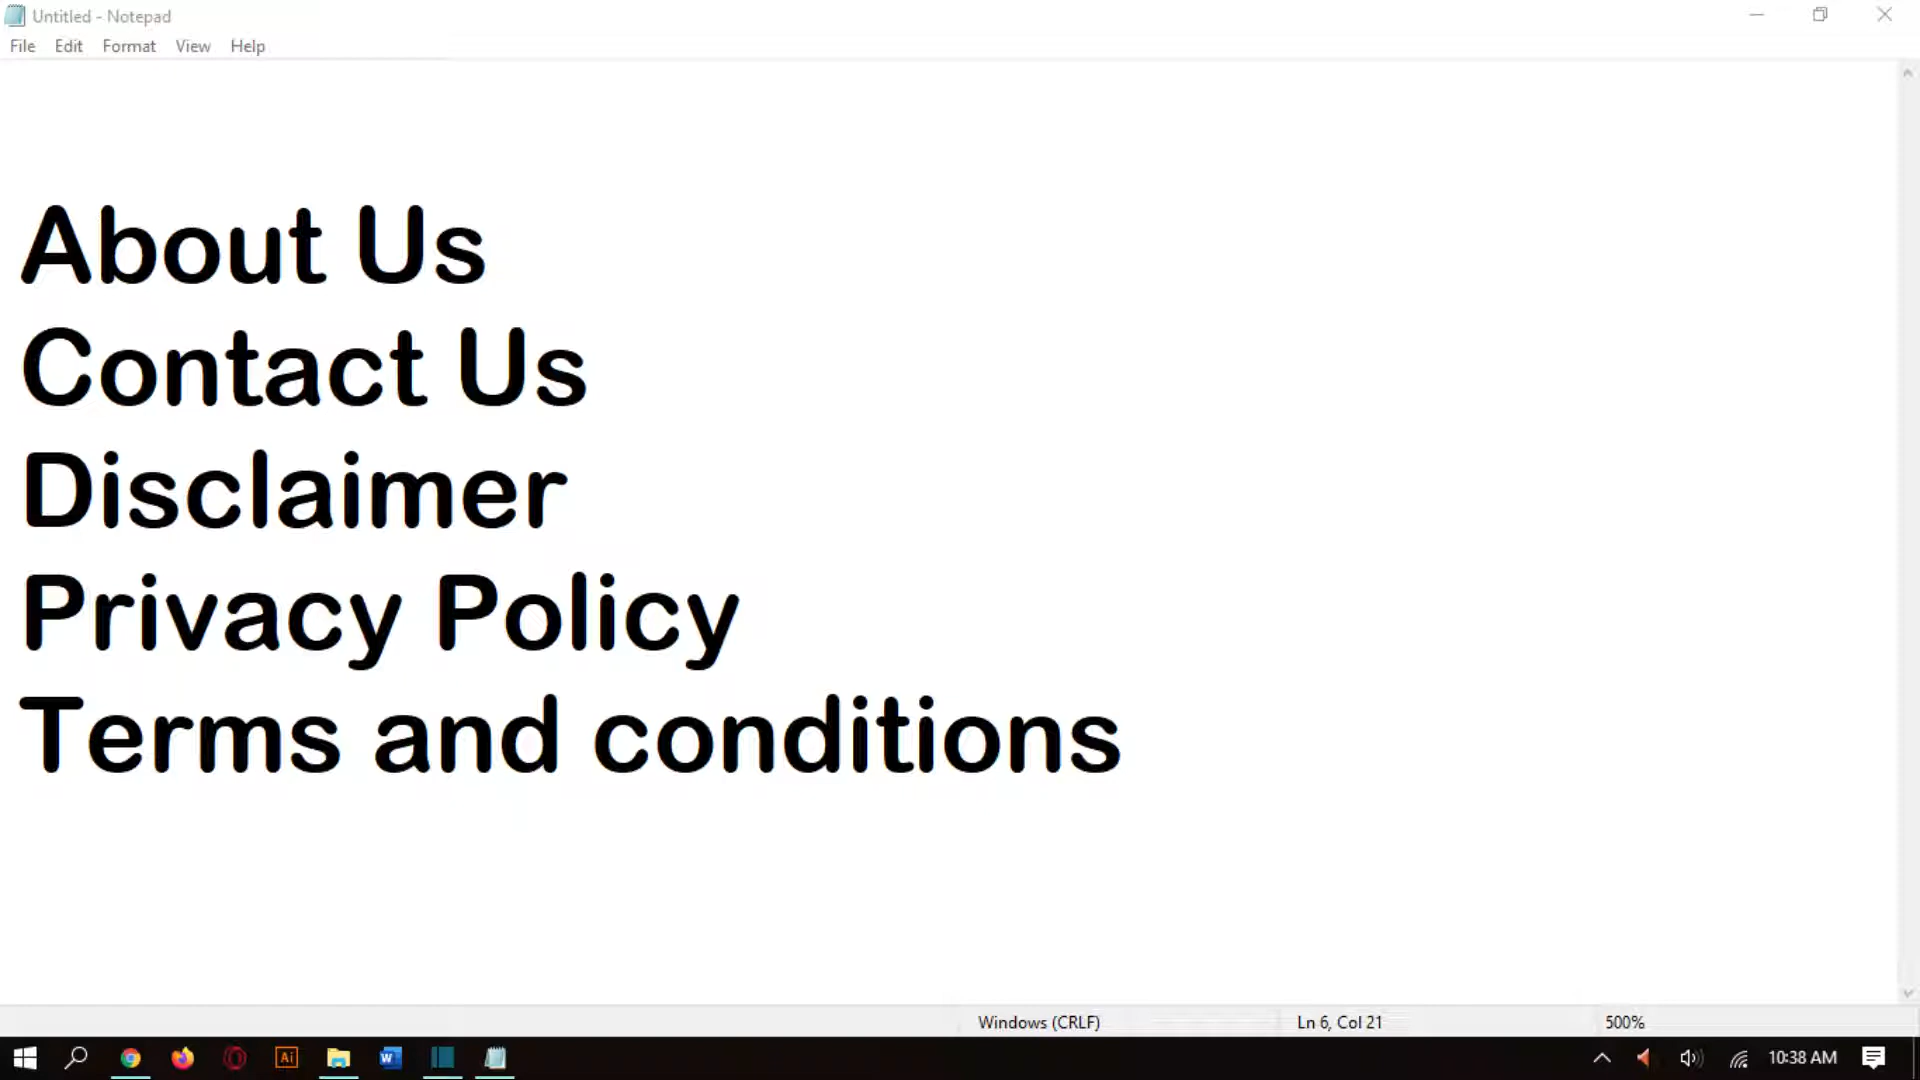 Untitled - Notepad
File Edit Format View Help
About Us
Contact Us
Disclaimer
Privacy Policy
Terms and conditions
Windows (CRLF) Ln 6, Col 21 500%
Ai W 10:38 AM